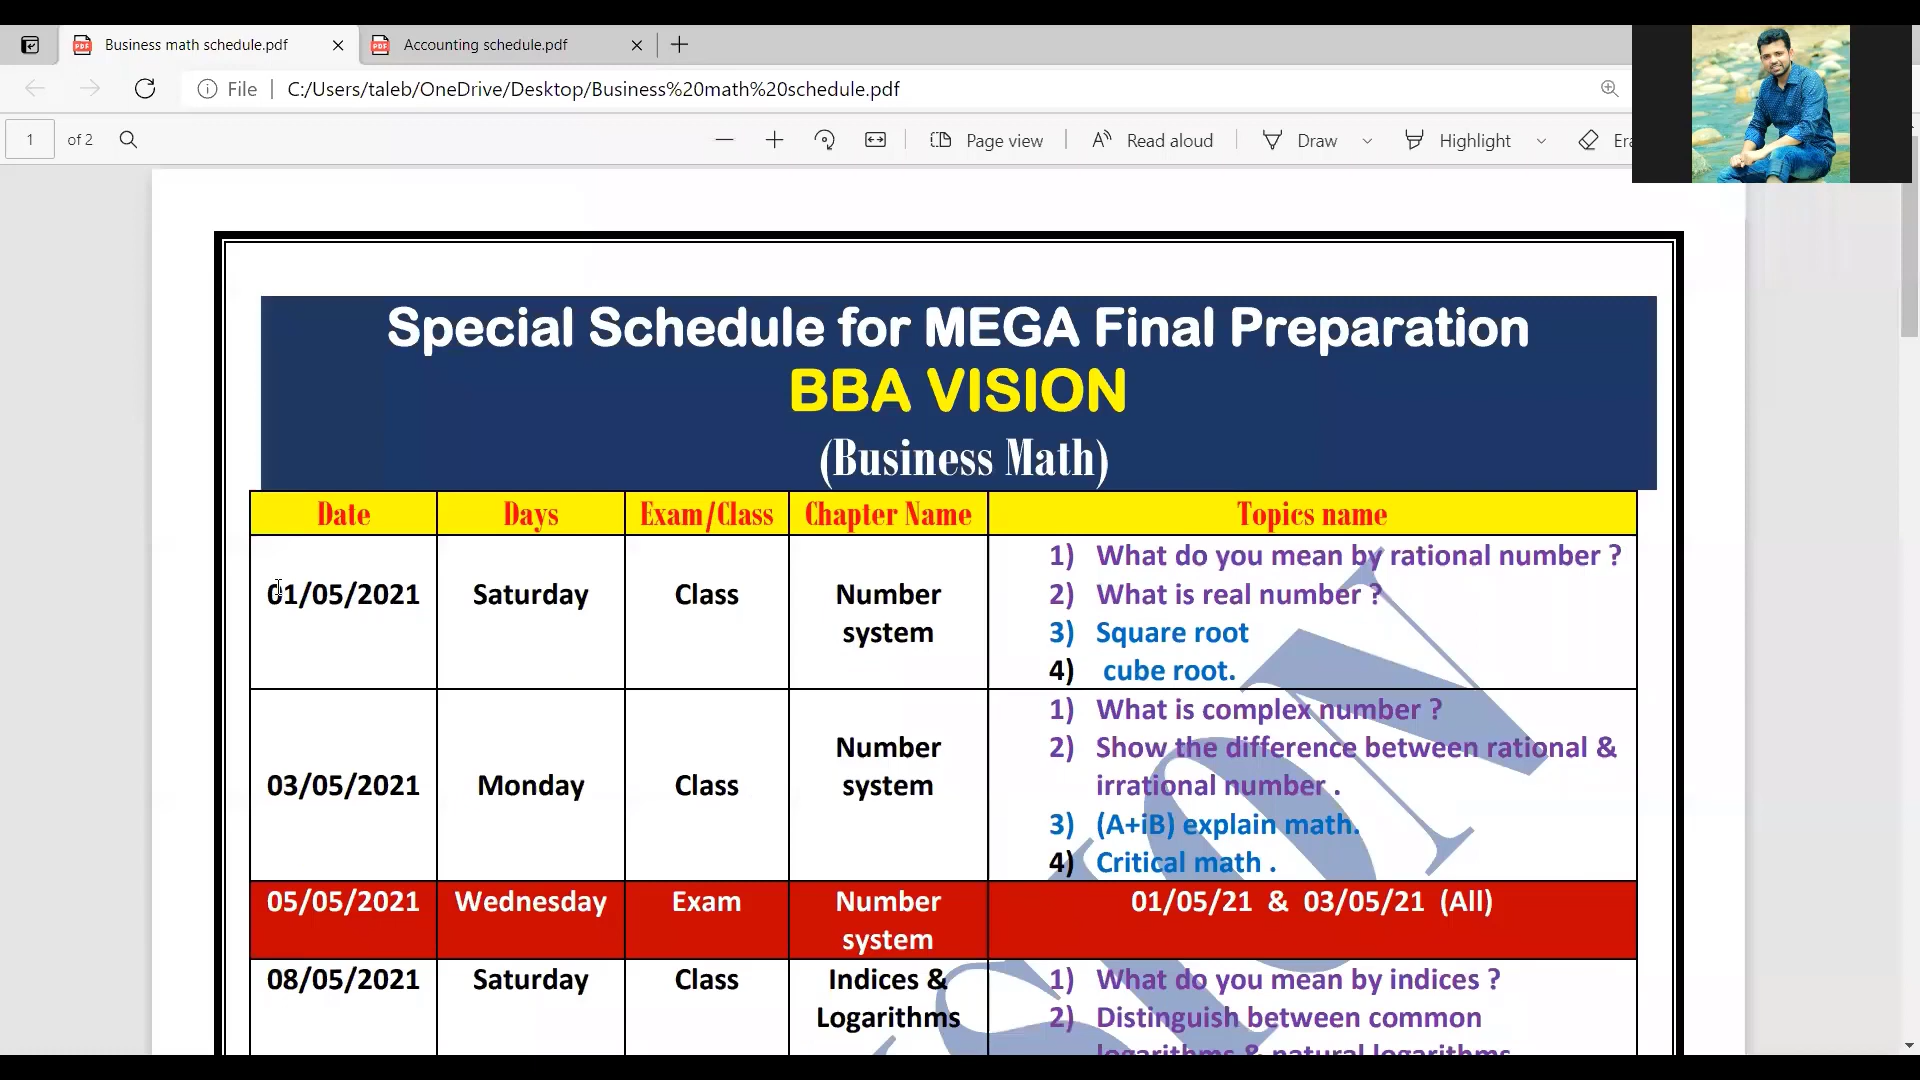 Business math schedule.pdf
Accounting schedule.pdf
File
C:/Users/taleb/OneDrive/Desktop/Business%20math%20schedule.pdf
1 of 2
Page view
Read aloud
Draw
Highlight
Special Schedule for MEGA Final Preparation
BBA VISION
(Business Math)
Date Days Exam/Class Chapter Name Topics name
01/05/2021 Saturday Class Number system
1) What do you mean by rational number ?
2) What is real number ?
3) Square root
4) cube root.
03/05/2021 Monday Class Number system
1) What is complex number ?
2) Show the difference between rational &
irrational number .
3) (A+iB) explain math.
4) Critical math .
05/05/2021 Wednesday Exam Number system 01/05/21 & 03/05/21 (All)
08/05/2021 Saturday Class Indices & Logarithms
1) What do you mean by indices ?
2) Distinguish between common
logarithms & natural logarithms